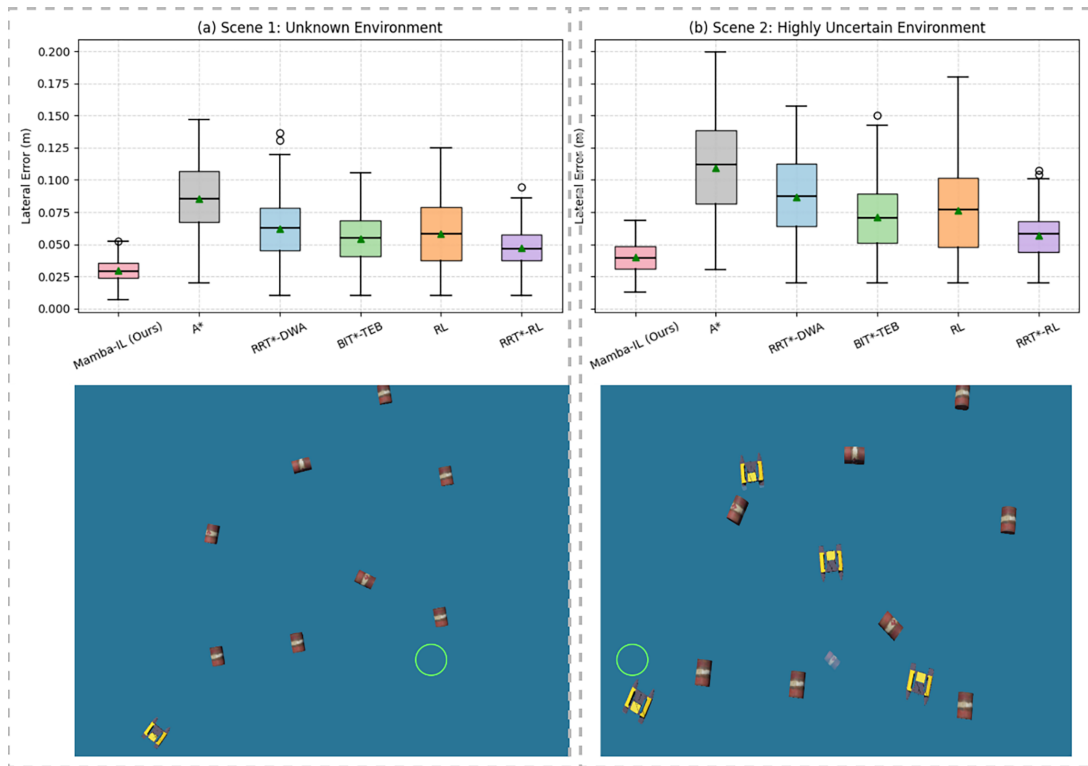 (a) Scene 1: Unknown Environment
Lateral Error (m)
0.200
0.175
0.150
0.125
0.100
0.075
0.050
0.025
0.000
Mamba-IL (Ours)
A*
RRT*-DWA
BIT*-TEB
RL
RRT*-RL
(b) Scene 2: Highly Uncertain Environment
Lateral Error (m)
Mamba-IL (Ours)
A*
RRT*-DWA
BIT*-TEB
RL
RRT*-RL